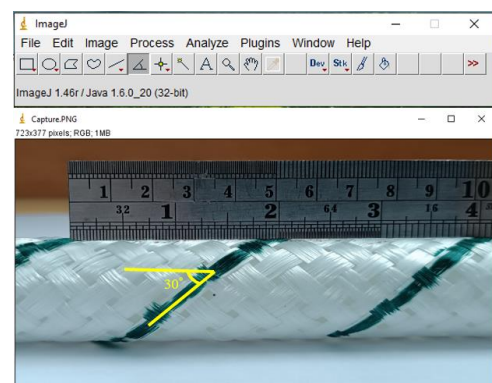 ImageJ
File Edit Image Process Analyze Plugins Window Help
A Dev Stk >>
ImageJ 1.46r / Java 1.6.0_20 (32-bit)
Capture.PNG
723x377 pixels; RGB; 1MB
1 2 3 4 5 6 7 8 9 10
32 1 2 64 3 16 4
30°